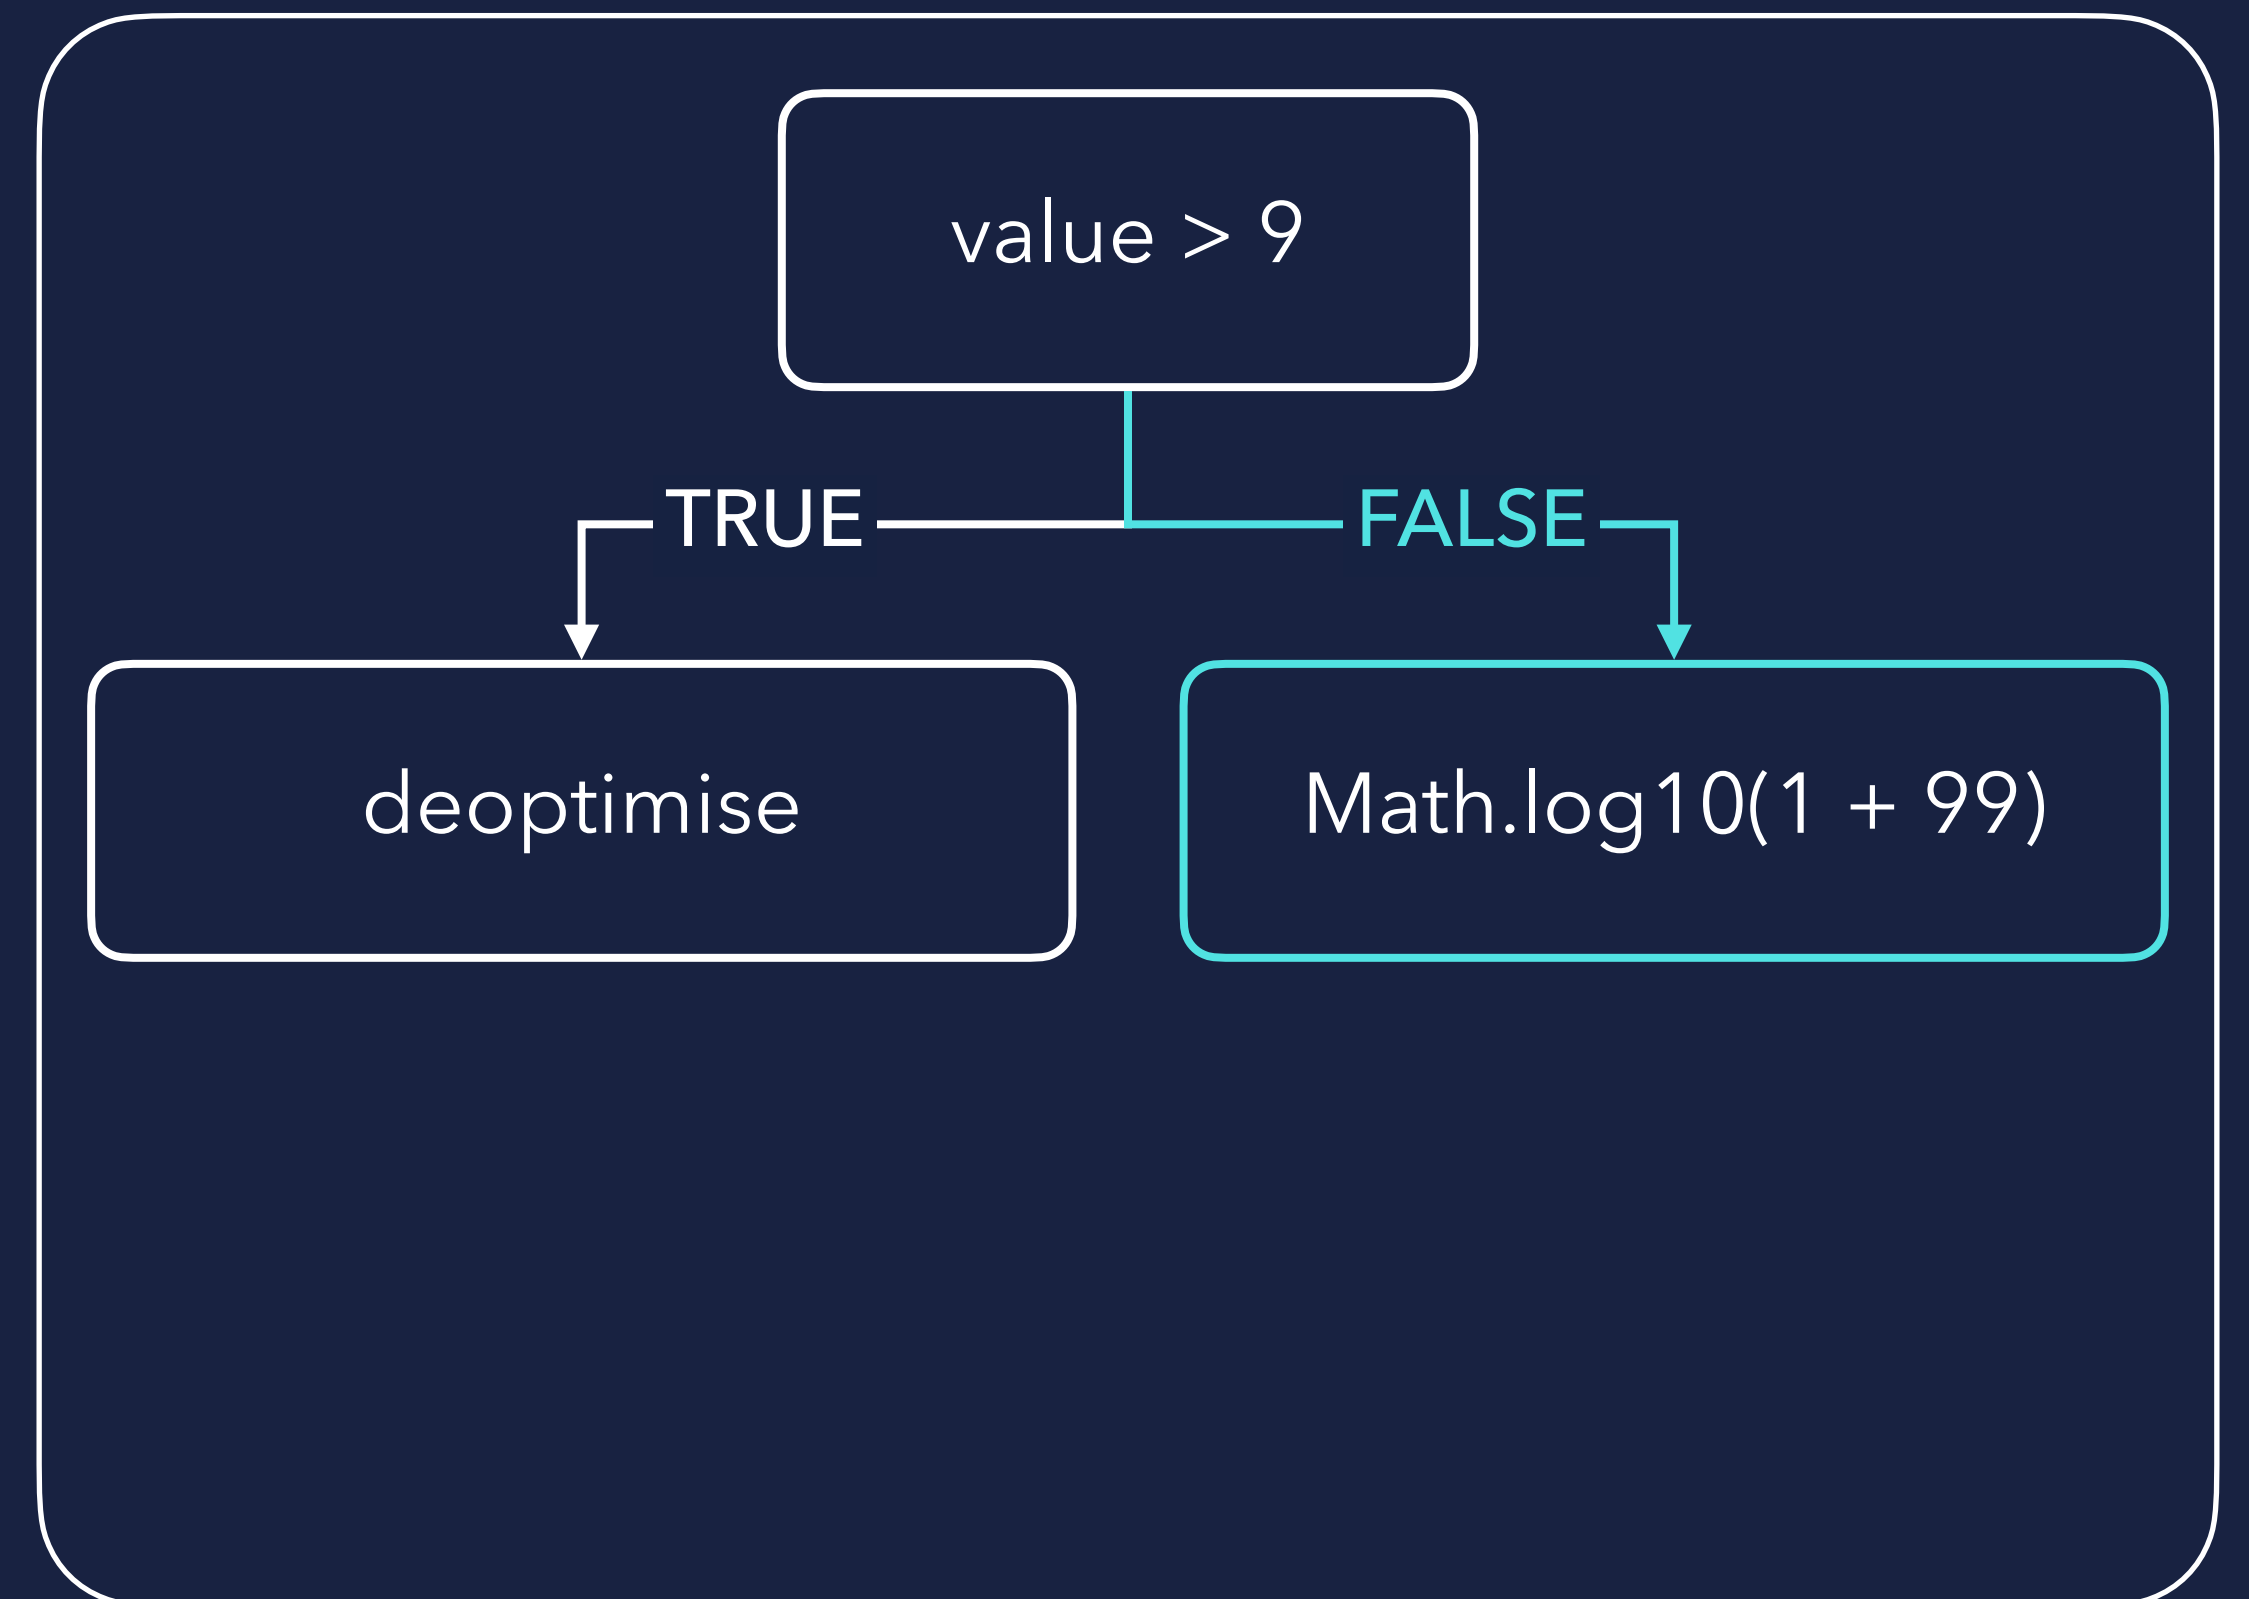 value > 9
TRUE
FALSE
deoptimise
Math.log10(1 + 99)